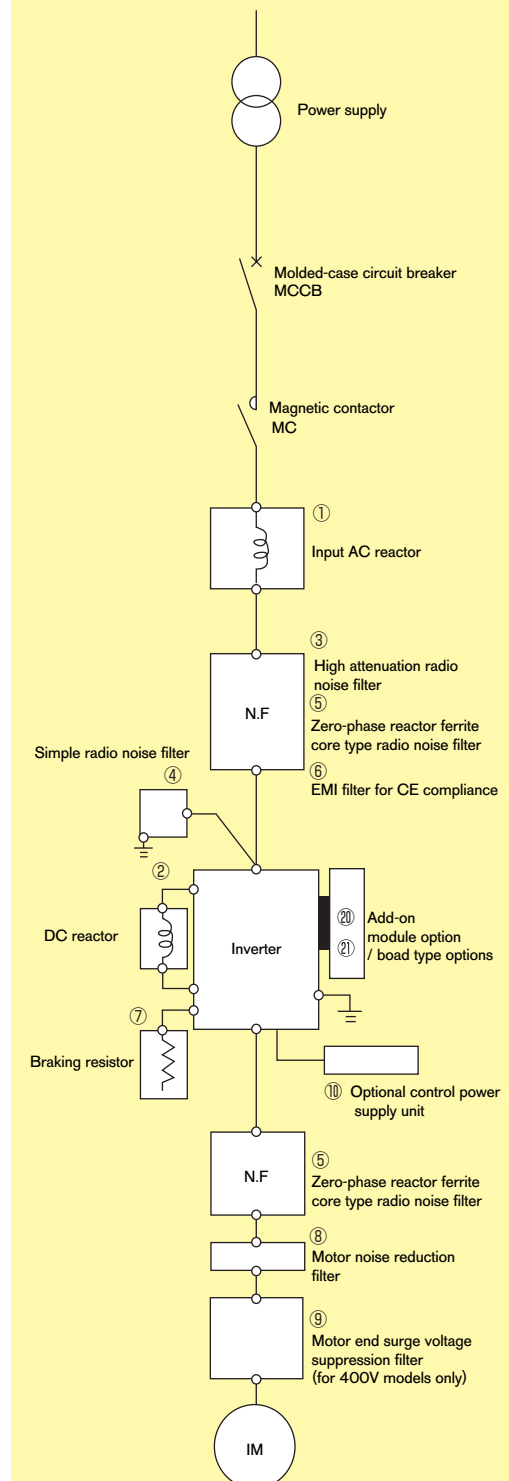 Power supply
Molded-case circuit breaker
MCCB
Magnetic contactor
MC
①
Input AC reactor
③
High attenuation radio
noise filter
N.F
⑤
Zero-phase reactor ferrite
core type radio noise filter
Simple radio noise filter
④
⑥
EMI filter for CE compliance
②
DC reactor
Inverter
⑳
㉑
Add-on
module option
/ boad type options
⑦
Braking resistor
⑩ Optional control power
supply unit
N.F
⑤
Zero-phase reactor ferrite
core type radio noise filter
⑧
Motor noise reduction
filter
⑨
Motor end surge voltage
suppression filter
(for 400V models only)
IM